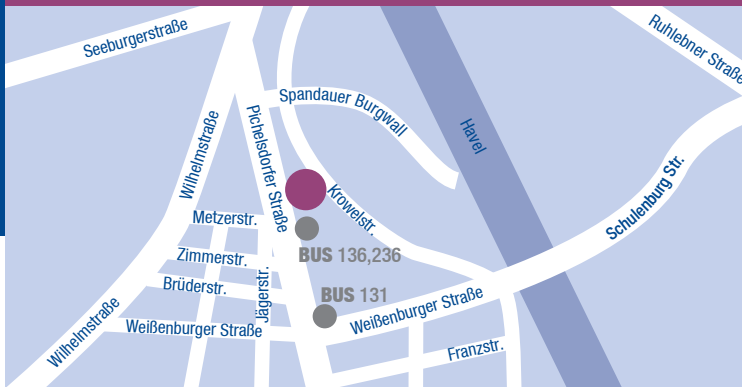 Seeburgerstraße
Ruhlebner Straße
Spandauer Burgwall
Havel
Wilhelmstraße
Pichelsdorfer Straße
Schulenburg Str.
Krowelstr.
Metzerstr.
BUS 136,236
Zimmerstr.
Jägerstr.
Brüderstr.
BUS 131
Weißenburger Straße
Weißenburger Straße
Wilhelmstraße
Franzstr.